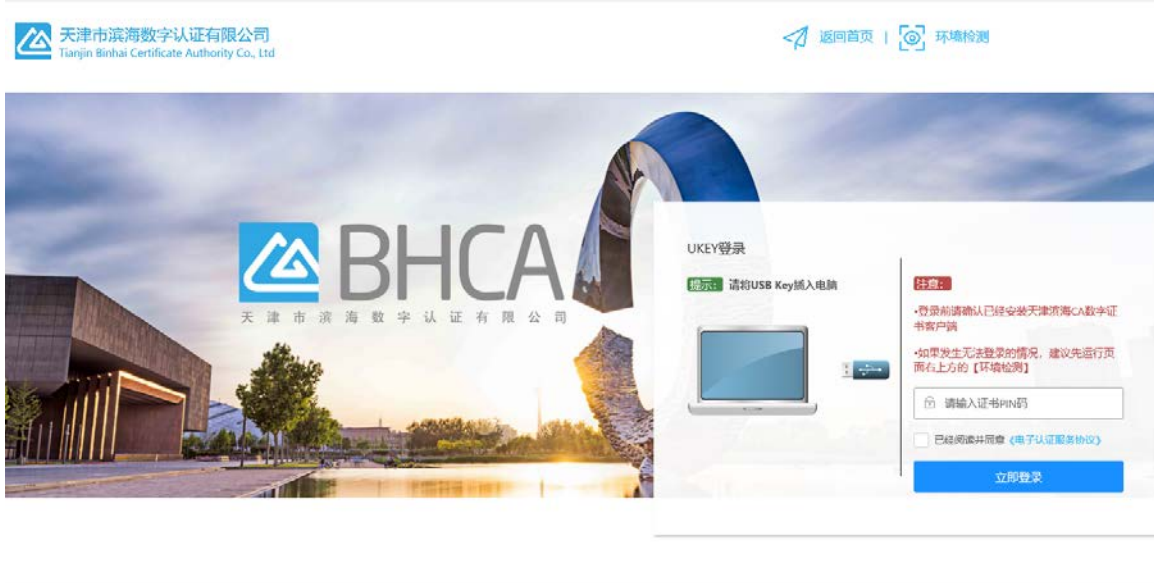 天津市滨海数字认证有限公司
Tianjin Binhai Certificate Authority Co., Ltd
返回首页 | 环境检测
BHCA
天津市滨海数字认证有限公司
UKEY登录
提示： 请将USB Key插入电脑
注意：
•登录前请确认已经安装天津滨海CA数字证
书客户端
•如果发生无法登录的情况，建议先运行页
面右上方的【环境检测】
请输入证书PIN码
已经阅读并同意《电子认证服务协议》
立即登录